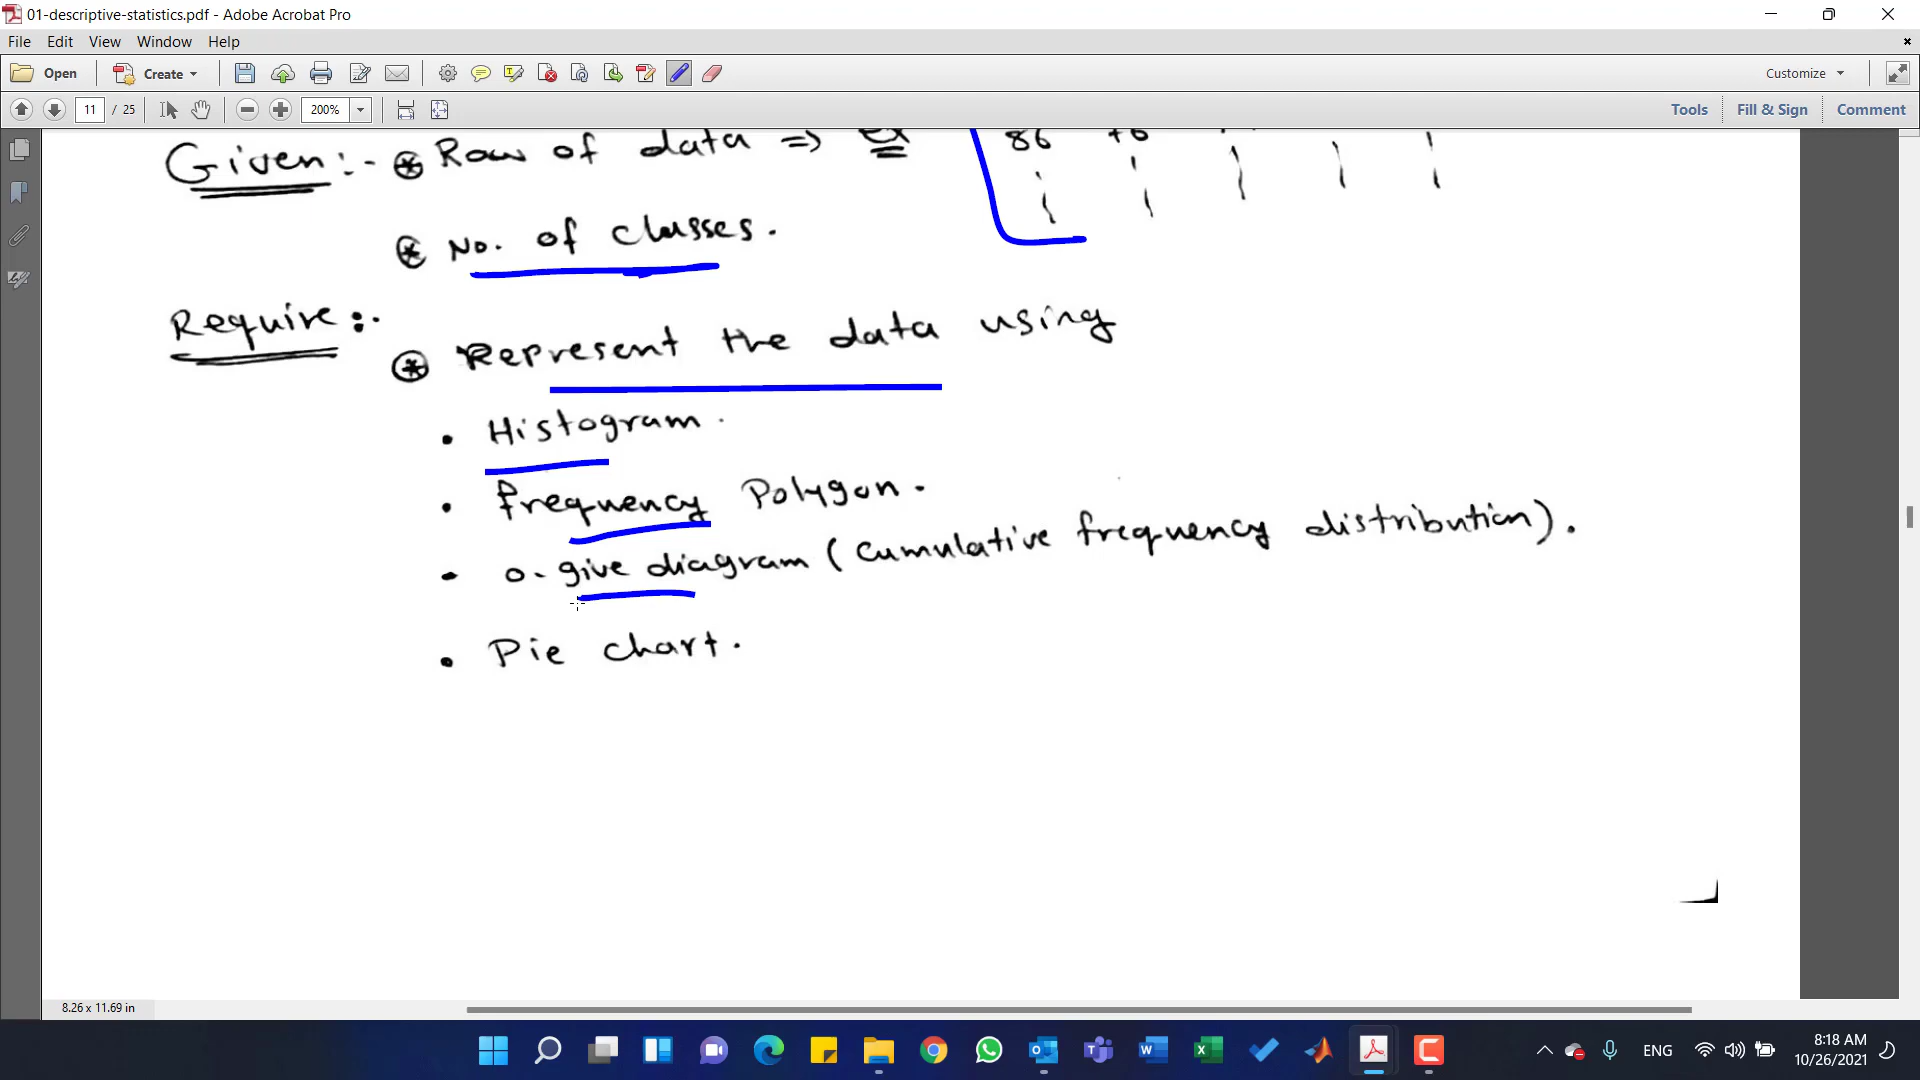 01-descriptive-statistics.pdf - Adobe Acrobat Pro
File Edit View Window Help
Open Create Customize
11 / 25 200% Tools Fill & Sign Comment
Given:- * Row of data => Ex 86
* No. of classes.
Require:-
* Represent the data using
• Histogram.
• frequency Polygon.
• o-give diagram (cumulative frequency distribution).
• Pie chart.
8.26 x 11.69 in
ENG 8:18 AM
10/26/2021